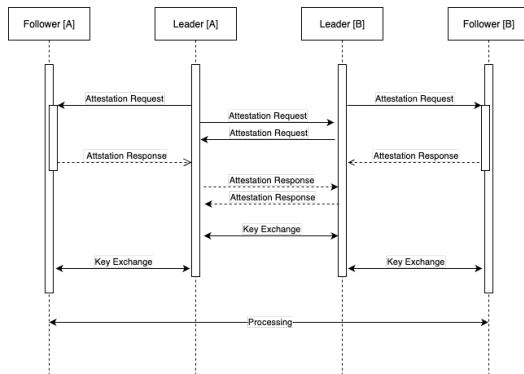 Follower [A]
Leader [A]
Leader [B]
Follower [B]
Attestation Request
Attestation Request
Attestation Request
Attestation Request
Attstation Response
Attestation Response
Attestation Response
Attestation Response
Key Exchange
Key Exchange
Key Exchange
Processing